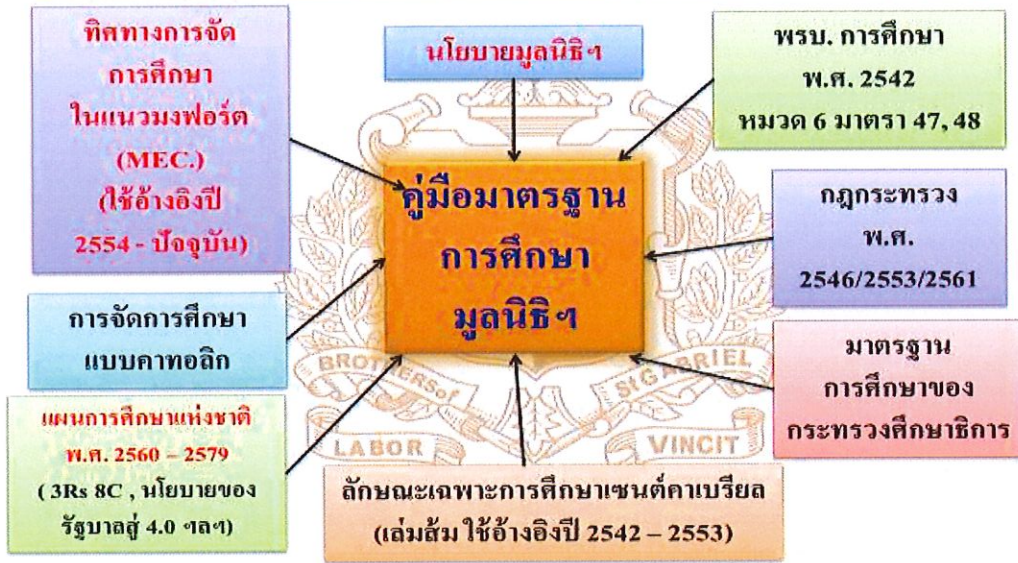 ทิศทางการจัด
การศึกษา
ในแนวมงฟอร์ต
(MEC.)
(ใช้อ้างอิงปี
2554 - ปัจจุบัน)
นโยบายมูลนิธิฯ
พรบ. การศึกษา
พ.ศ. 2542
หมวด 6 มาตรา 47, 48
คู่มือมาตรฐาน
การศึกษา
มูลนิธิฯ
กฎกระทรวง
พ.ศ.
2546/2553/2561
การจัดการศึกษา
แบบคาทอลิก
มาตรฐาน
การศึกษาของ
กระทรวงศึกษาธิการ
แผนการศึกษาแห่งชาติ
พ.ศ. 2560 – 2579
( 3Rs 8C , นโยบายของ
รัฐบาลสู่ 4.0 ฯลฯ)
ลักษณะเฉพาะการศึกษาเซนต์คาเบรียล
(เล่มส้ม ใช้อ้างอิงปี 2542 – 2553)
BROTHERS of
St GABRIEL
LABOR
VINCIT